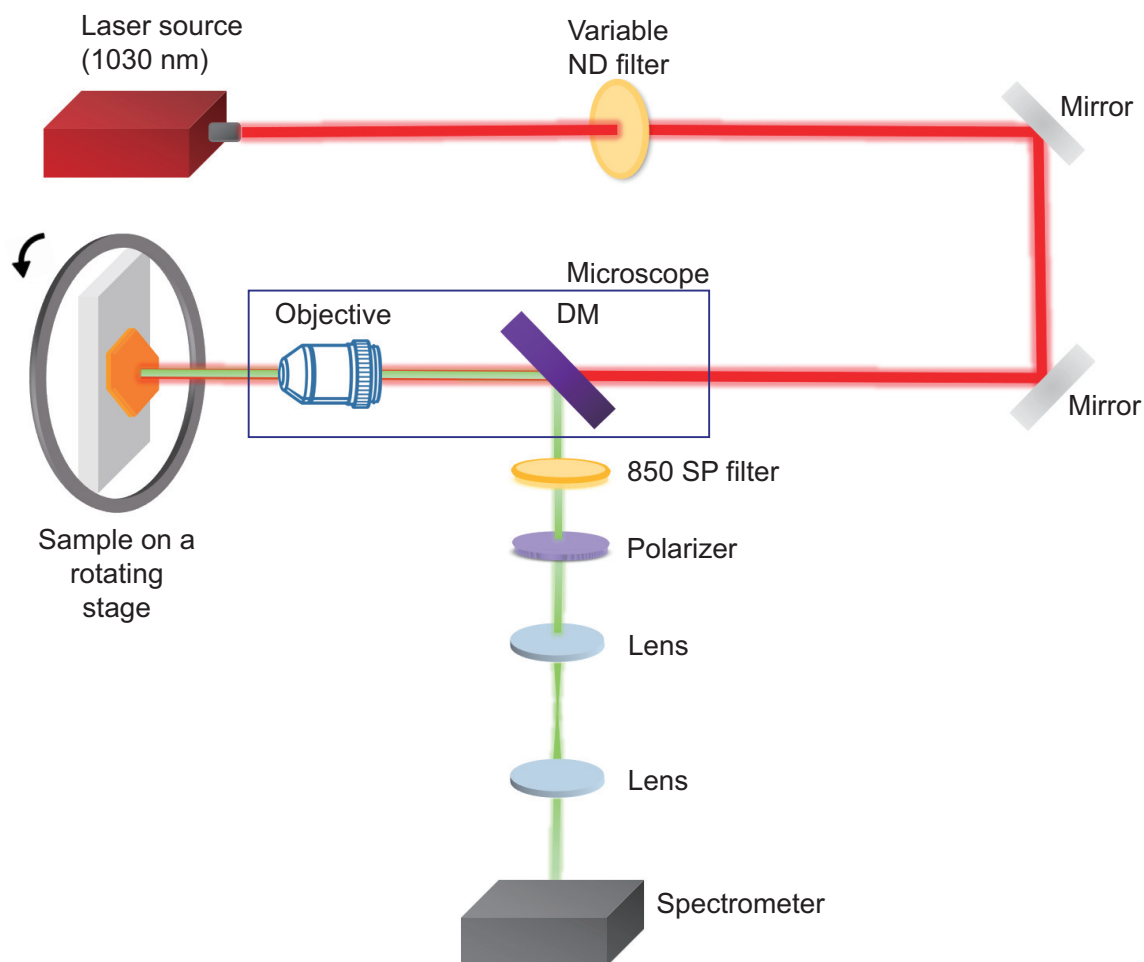 Laser source
(1030 nm)
Variable
ND filter
Mirror
Microscope
Objective
DM
Mirror
850 SP filter
Sample on a
rotating
stage
Polarizer
Lens
Lens
Spectrometer